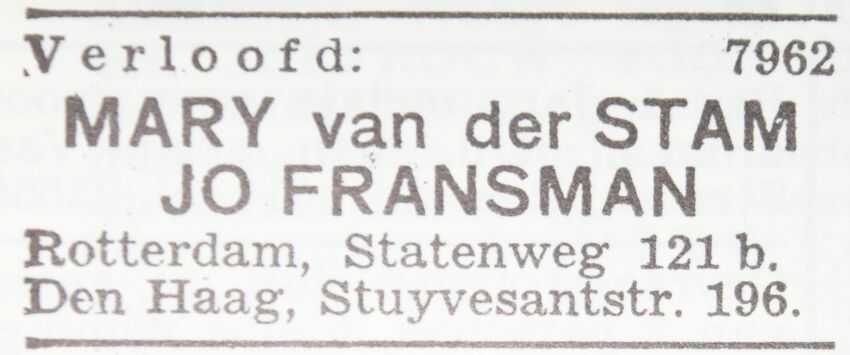 Verloofd: 7962
MARY van der STAM
JO FRANSMAN
Rotterdam, Statenweg 121 b.
Den Haag, Stuyvesantstr. 196.